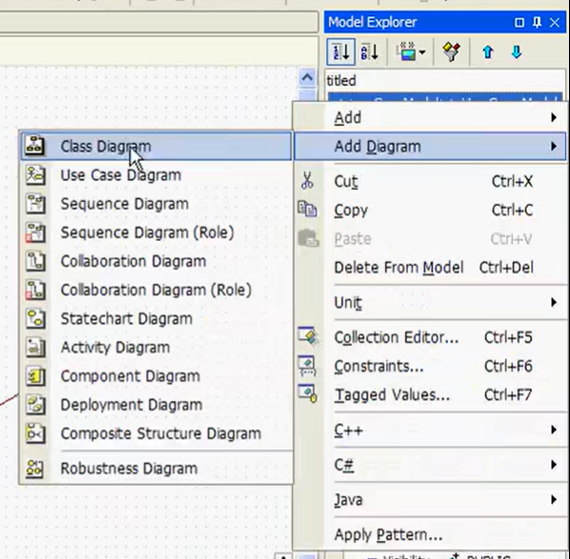 Model Explorer
titled
Add
Add Diagram
Cut Ctrl+X
Copy Ctrl+C
Paste Ctrl+V
Delete From Model Ctrl+Del
Unit
Collection Editor... Ctrl+F5
Constraints... Ctrl+F6
Tagged Values... Ctrl+F7
C++
C#
Java
Apply Pattern...
Class Diagram
Use Case Diagram
Sequence Diagram
Sequence Diagram (Role)
Collaboration Diagram
Collaboration Diagram (Role)
Statechart Diagram
Activity Diagram
Component Diagram
Deployment Diagram
Composite Structure Diagram
Robustness Diagram